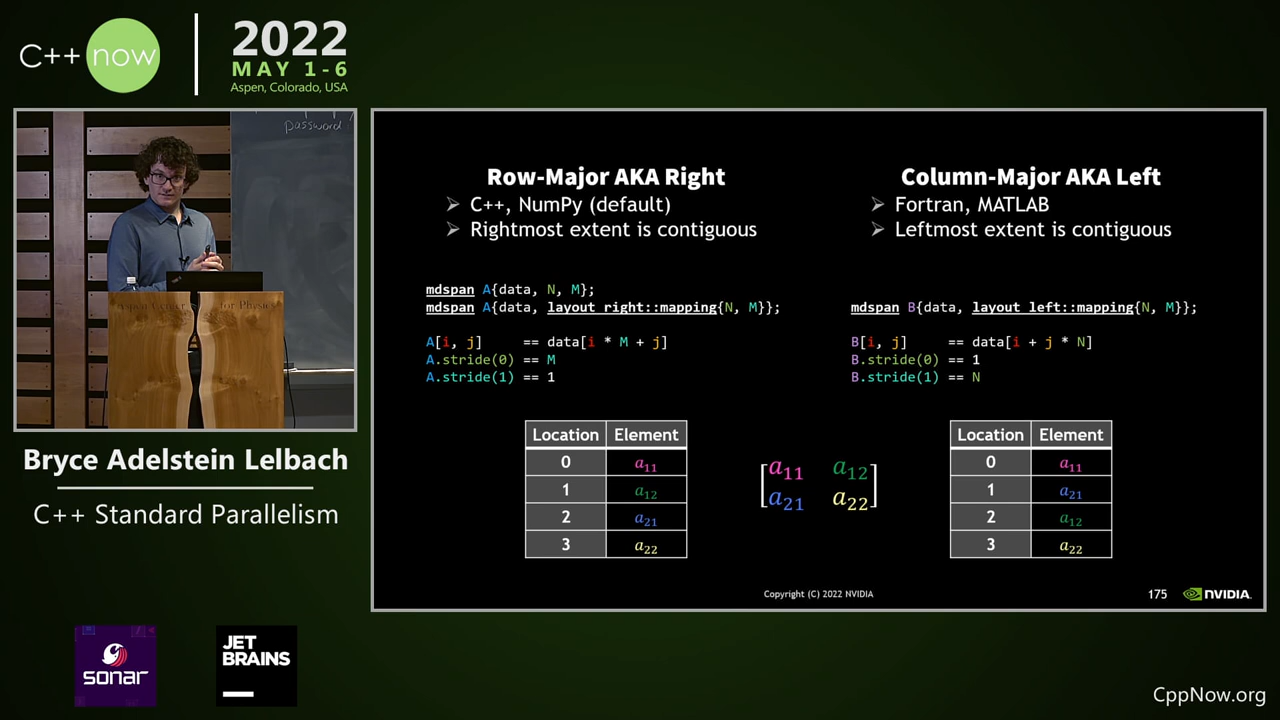 C++ now
2022
MAY 1-6
Aspen, Colorado, USA
password
Bryce Adelstein Lelbach
C++ Standard Parallelism
sonar
JET
BRAINS
Row-Major AKA Right
➢ C++, NumPy (default)
➢ Rightmost extent is contiguous
mdspan A{data, N, M};
mdspan A{data, layout_right::mapping{N, M}};
A[i, j] == data[i * M + j]
A.stride(0) == M
A.stride(1) == 1
Location Element
0 a₁₁
1 a₁₂
2 a₂₁
3 a₂₂
a₁₁ a₁₂
a₂₁ a₂₂
Column-Major AKA Left
➢ Fortran, MATLAB
➢ Leftmost extent is contiguous
mdspan B{data, layout_left::mapping{N, M}};
B[i, j] == data[i + j * N]
B.stride(0) == 1
B.stride(1) == N
Location Element
0 a₁₁
1 a₂₁
2 a₁₂
3 a₂₂
Copyright (C) 2022 NVIDIA
175
NVIDIA.
CppNow.org